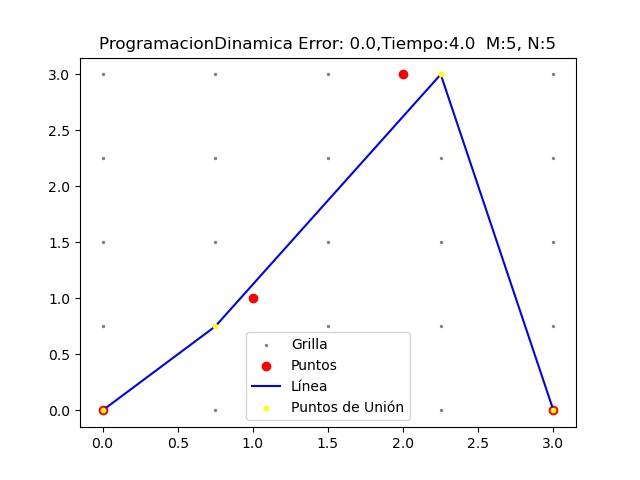 ProgramacionDinamica Error: 0.0,Tiempo:4.0  M:5, N:5
3.0
2.5
2.0
1.5
1.0
0.5
0.0
Grilla
Puntos
Línea
Puntos de Unión
0.0 0.5 1.0 1.5 2.0 2.5 3.0